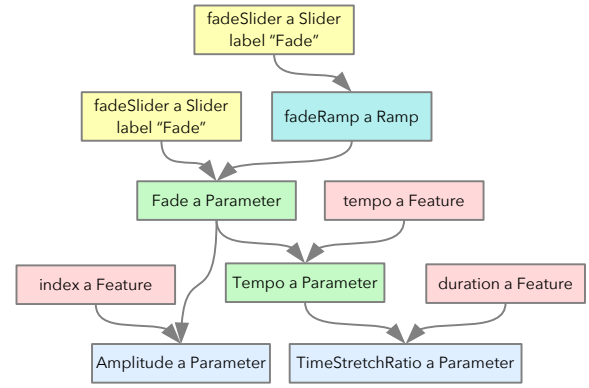 fadeSlider a Slider
label “Fade”
fadeSlider a Slider
label “Fade”
fadeRamp a Ramp
Fade a Parameter
tempo a Feature
index a Feature
Tempo a Parameter
duration a Feature
Amplitude a Parameter
TimeStretchRatio a Parameter